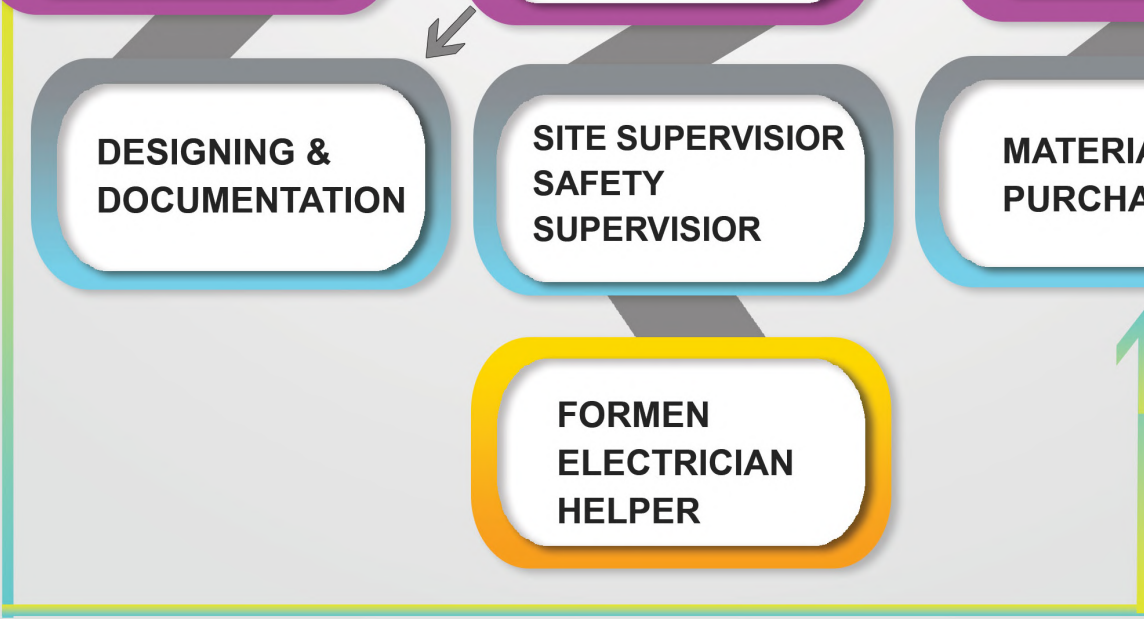 DESIGNING &
DOCUMENTATION
SITE SUPERVISIOR
SAFETY
SUPERVISIOR
FORMEN
ELECTRICIAN
HELPER